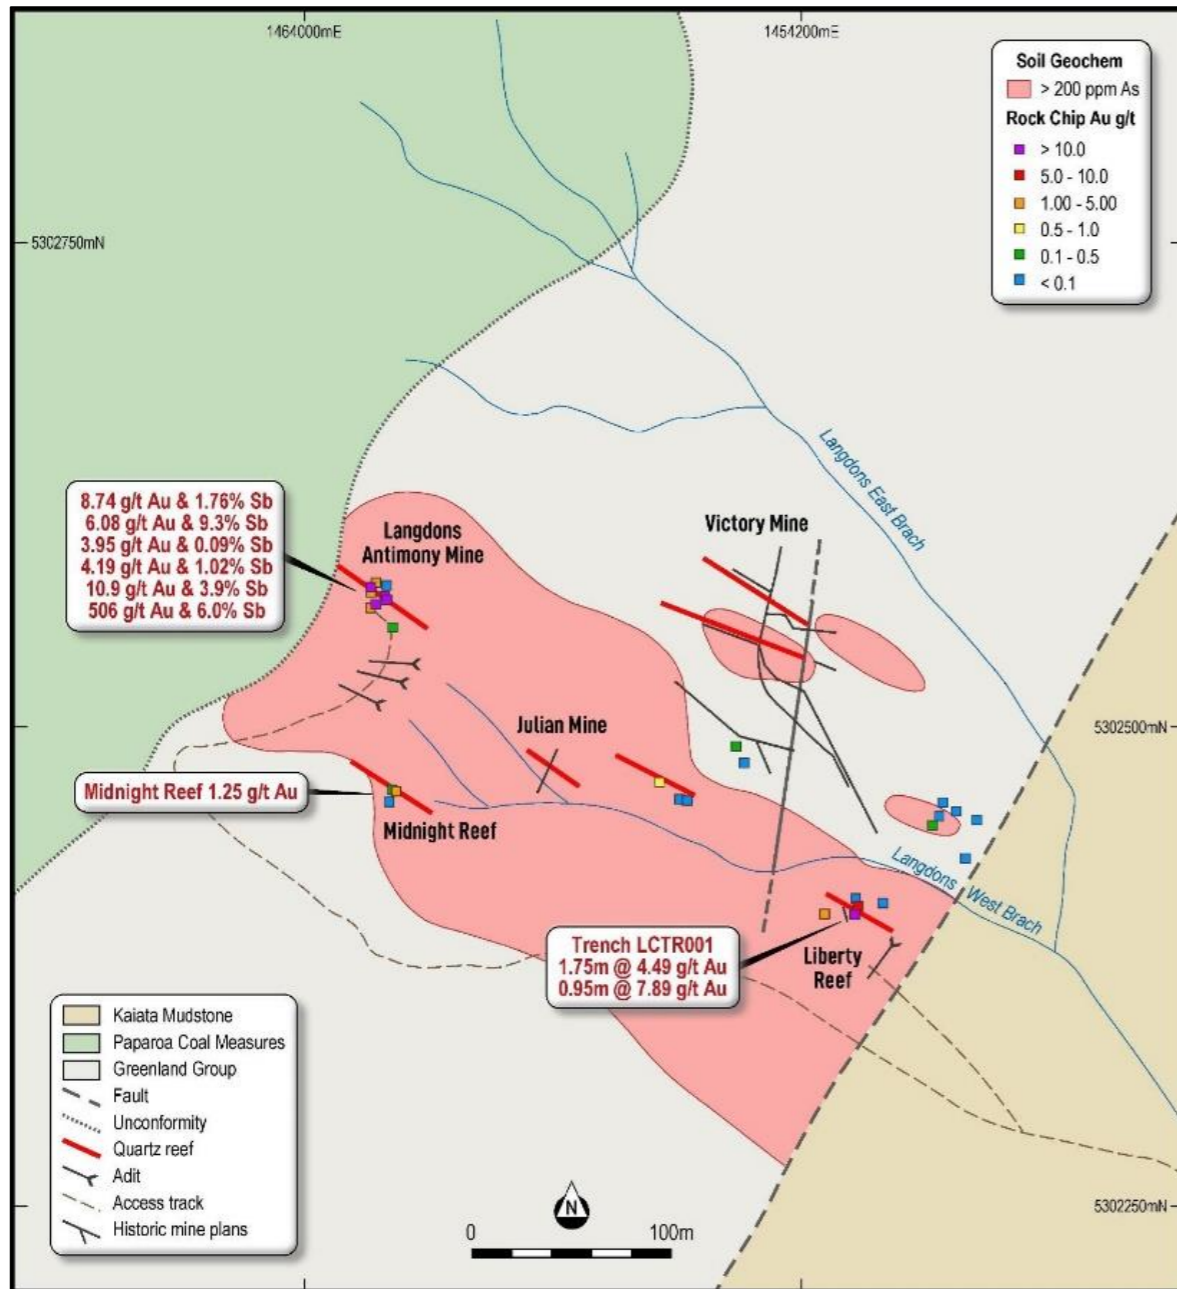 1464000mE
1454200mE
Soil Geochem
> 200 ppm As
Rock Chip Au g/t
> 10.0
5.0 - 10.0
1.00 - 5.00
0.5 - 1.0
0.1 - 0.5
< 0.1
5302750mN
Langdons East Brach
8.74 g/t Au & 1.76% Sb
6.08 g/t Au & 9.3% Sb
3.95 g/t Au & 0.09% Sb
4.19 g/t Au & 1.02% Sb
10.9 g/t Au & 3.9% Sb
506 g/t Au & 6.0% Sb
Langdons
Antimony Mine
Victory Mine
Julian Mine
5302500mN
Midnight Reef 1.25 g/t Au
Midnight Reef
Langdons West Brach
Trench LCTR001
1.75m @ 4.49 g/t Au
0.95m @ 7.89 g/t Au
Liberty
Reef
Kaiata Mudstone
Paparoa Coal Measures
Greenland Group
Fault
Unconformity
Quartz reef
Adit
Access track
Historic mine plans
N
0
100m
5302250mN